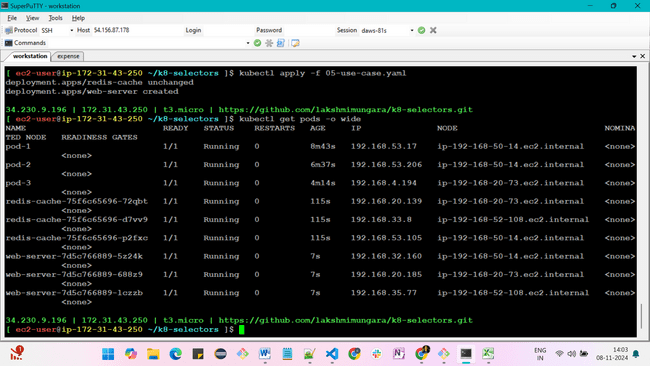 SuperPuTTY - workstation
File View Tools Help
Protocol SSH Host 54.156.87.178 Login Password Session daws-81s
Commands
workstation expense
[ ec2-user@ip-172-31-43-250 ~/k8-selectors ]$ kubectl apply -f 05-use-case.yaml
deployment.apps/redis-cache unchanged
deployment.apps/web-server created
34.230.9.196 | 172.31.43.250 | t3.micro | https://github.com/lakshmimungara/k8-selectors.git
[ ec2-user@ip-172-31-43-250 ~/k8-selectors ]$ kubectl get pods -o wide
NAME READY STATUS RESTARTS AGE IP NODE NOMINA
TED NODE READINESS GATES
pod-1 1/1 Running 0 8m43s 192.168.53.17 ip-192-168-50-14.ec2.internal <none>
<none>
pod-2 1/1 Running 0 6m37s 192.168.53.206 ip-192-168-50-14.ec2.internal <none>
<none>
pod-3 1/1 Running 0 4m14s 192.168.4.194 ip-192-168-20-73.ec2.internal <none>
<none>
redis-cache-75f6c65696-72qbt 1/1 Running 0 115s 192.168.20.139 ip-192-168-20-73.ec2.internal <none>
<none>
redis-cache-75f6c65696-d7vv9 1/1 Running 0 115s 192.168.33.8 ip-192-168-52-108.ec2.internal <none>
<none>
redis-cache-75f6c65696-p2fxc 1/1 Running 0 115s 192.168.53.105 ip-192-168-50-14.ec2.internal <none>
<none>
web-server-7d5c766889-5z24k 1/1 Running 0 7s 192.168.32.160 ip-192-168-50-14.ec2.internal <none>
<none>
web-server-7d5c766889-688z9 1/1 Running 0 7s 192.168.20.185 ip-192-168-20-73.ec2.internal <none>
<none>
web-server-7d5c766889-lczzb 1/1 Running 0 7s 192.168.35.77 ip-192-168-52-108.ec2.internal <none>
<none>
34.230.9.196 | 172.31.43.250 | t3.micro | https://github.com/lakshmimungara/k8-selectors.git
[ ec2-user@ip-172-31-43-250 ~/k8-selectors ]$
ENG
IN
14:03
08-11-2024